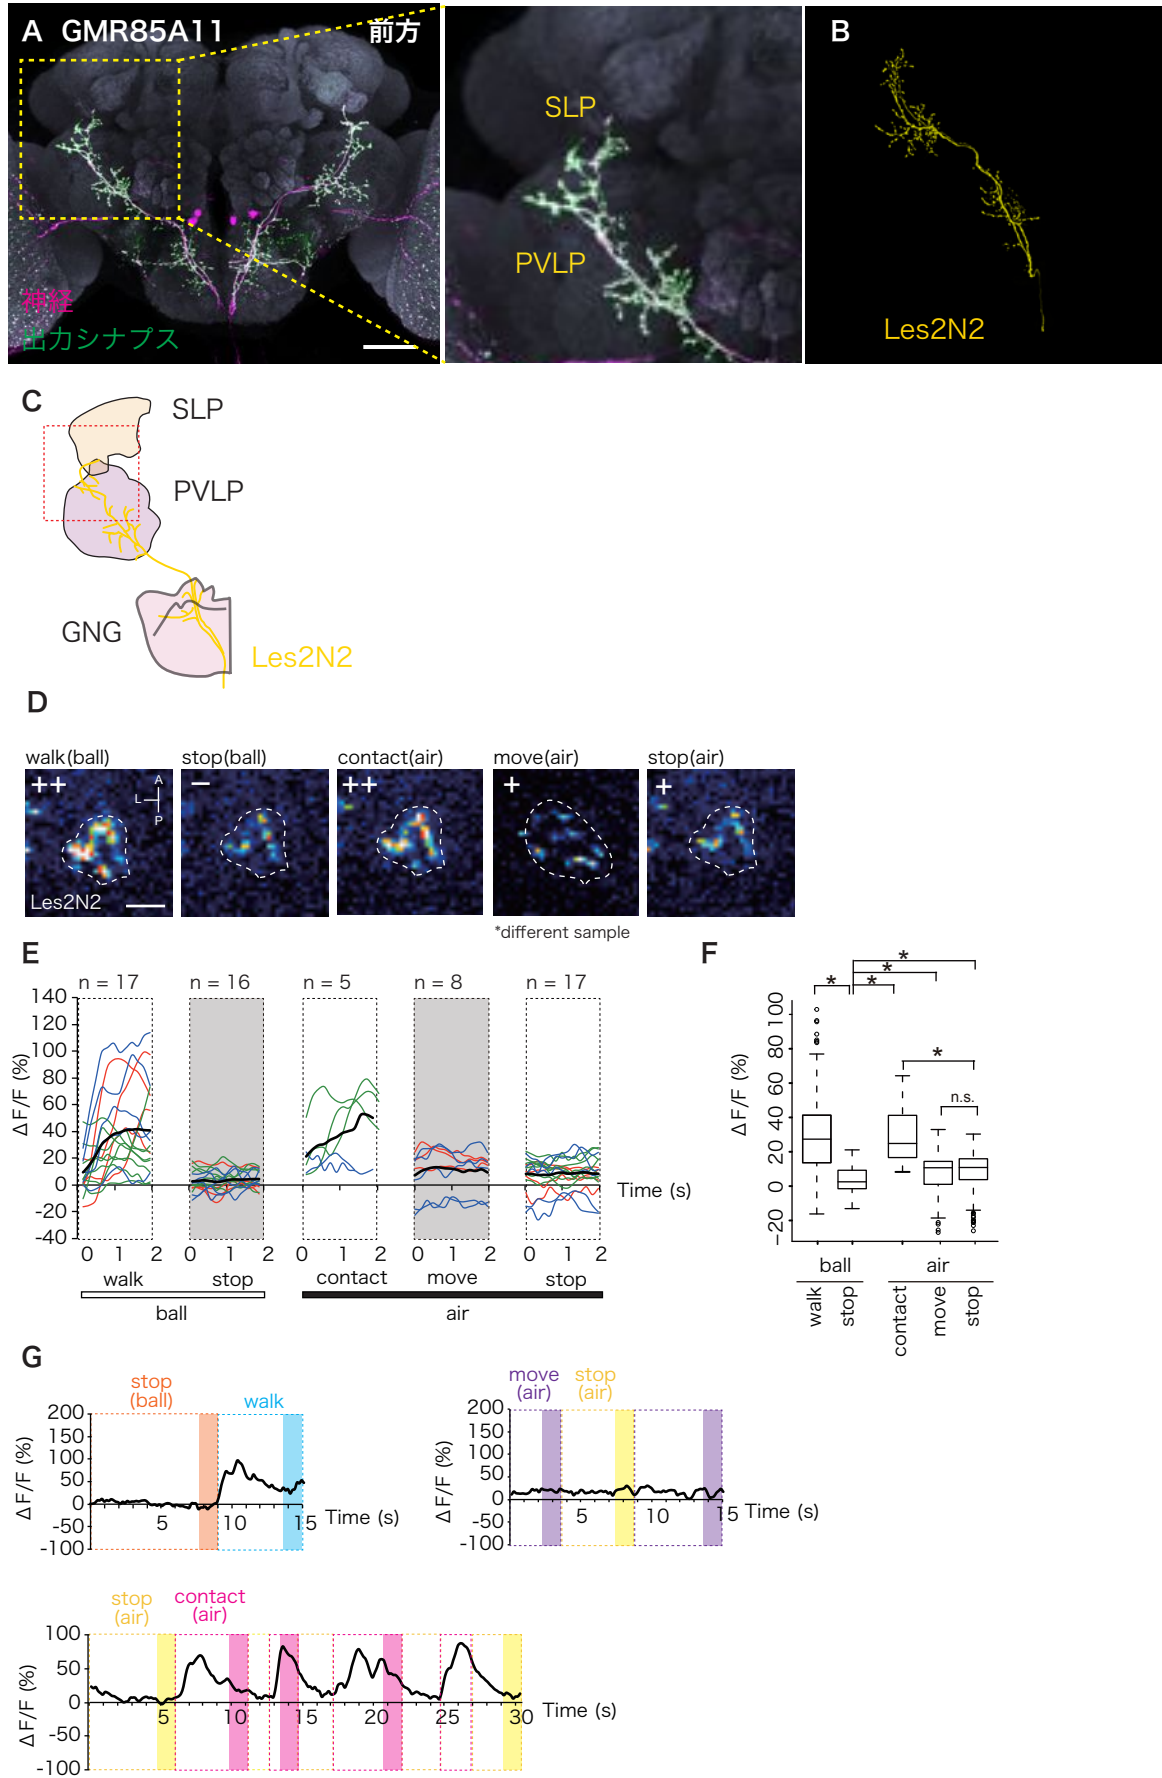 A GMR85A11 前方
SLP
PVLP
神経
出力シナプス
B
Les2N2
C
SLP
PVLP
GNG
Les2N2
D
walk(ball) stop(ball) contact(air) move(air) stop(air)
++ − ++ + +
A
L
P
Les2N2
*different sample
E
n = 17 n = 16 n = 5 n = 8 n = 17
ΔF/F (%)
140
120
100
80
60
40
20
0
-20
-40
Time (s)
0 1 2 0 1 2 0 1 2 0 1 2 0 1 2
walk stop contact move stop
ball air
F
* * * *
* n.s.
ΔF/F (%)
−20 0 20 40 60 80 100
ball air
walk stop contact move stop
G
stop
(ball)
walk
ΔF/F (%)
200
150
100
50
0
-50
-100
5 10 15 Time (s)
move
(air)
stop
(air)
ΔF/F (%)
200
150
100
50
0
-50
-100
5 10 15 Time (s)
stop
(air)
contact
(air)
ΔF/F (%)
100
50
0
-50
-100
5 10 15 20 25 30 Time (s)